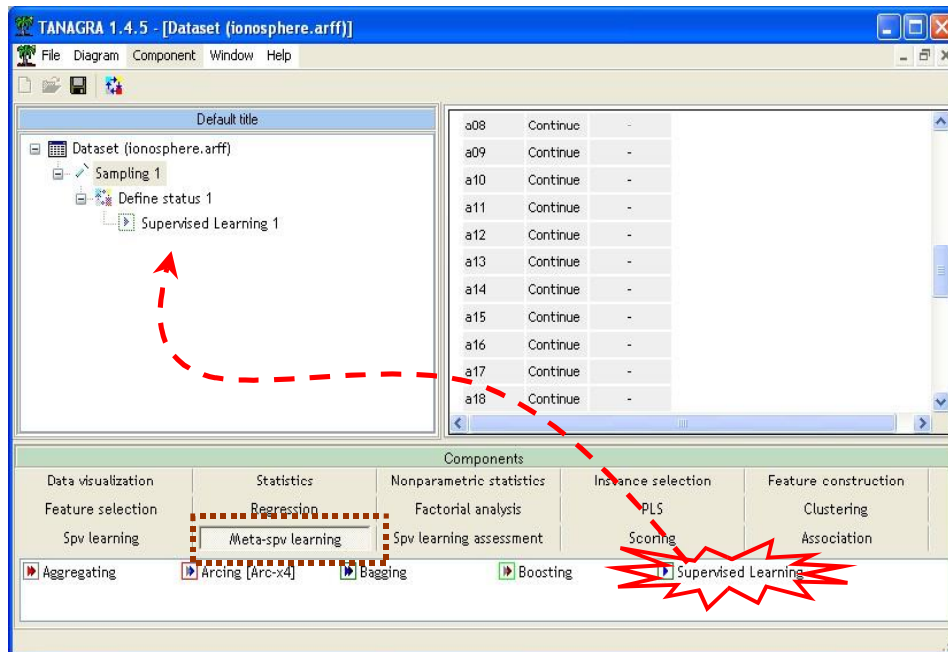 TANAGRA 1.4.5 - [Dataset (ionosphere.arff)]
File Diagram Component Window Help
Default title
Dataset (ionosphere.arff)
Sampling 1
Define status 1
Supervised Learning 1
a08 Continue -
a09 Continue -
a10 Continue -
a11 Continue -
a12 Continue -
a13 Continue -
a14 Continue -
a15 Continue -
a16 Continue -
a17 Continue -
a18 Continue -
Components
Data visualization Statistics Nonparametric statistics Instance selection Feature construction
Feature selection Regression Factorial analysis PLS Clustering
Spv learning Meta-spv learning Spv learning assessment Scoring Association
Aggregating Arcing [Arc-x4] Bagging Boosting Supervised Learning